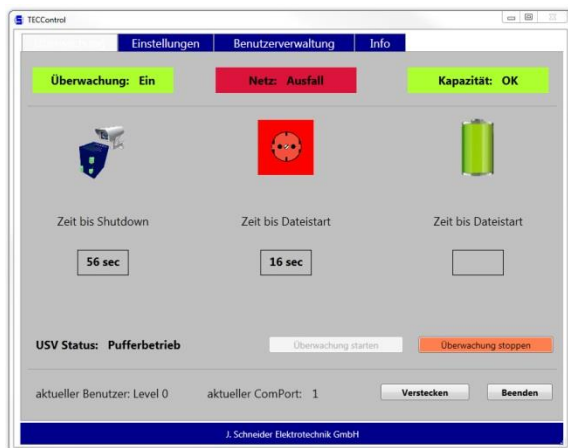 TECControl
Einstellungen Benutzerverwaltung Info
Überwachung: Ein Netz: Ausfall Kapazität: OK
Zeit bis Shutdown Zeit bis Dateistart Zeit bis Dateistart
56 sec 16 sec
USV Status: Pufferbetrieb Überwachung starten Überwachung stoppen
aktueller Benutzer: Level 0 aktueller ComPort: 1 Verstecken Beenden
J. Schneider Elektrotechnik GmbH